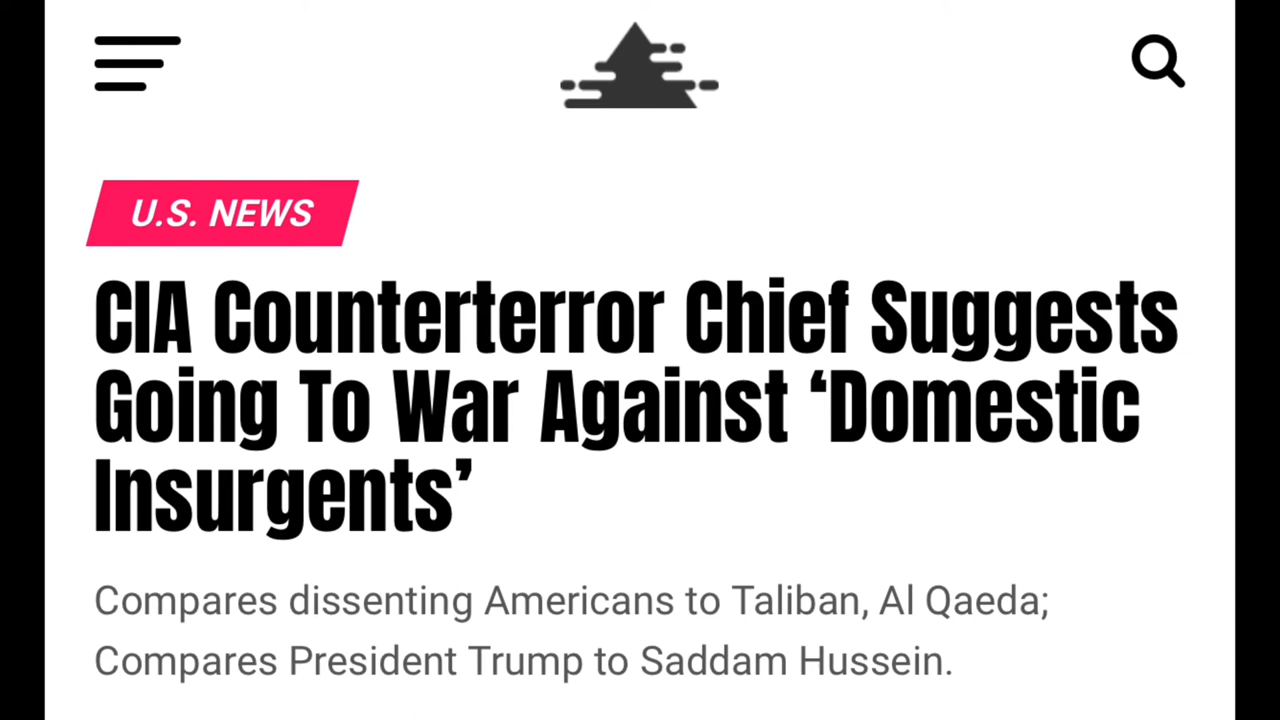 U.S. NEWS
CIA Counterterror Chief Suggests
Going To War Against ‘Domestic
Insurgents’
Compares dissenting Americans to Taliban, Al Qaeda;
Compares President Trump to Saddam Hussein.